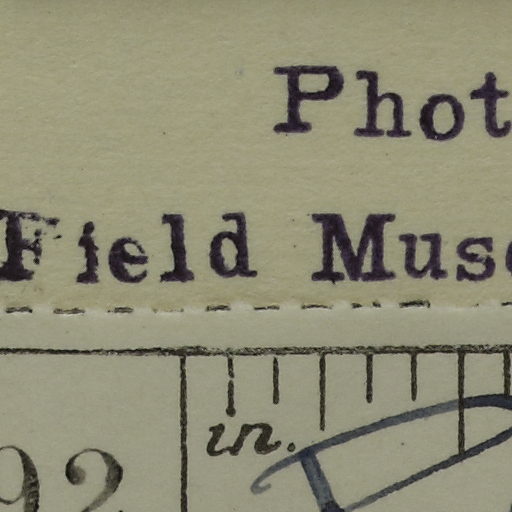 Phot
Field Muse
in.
92